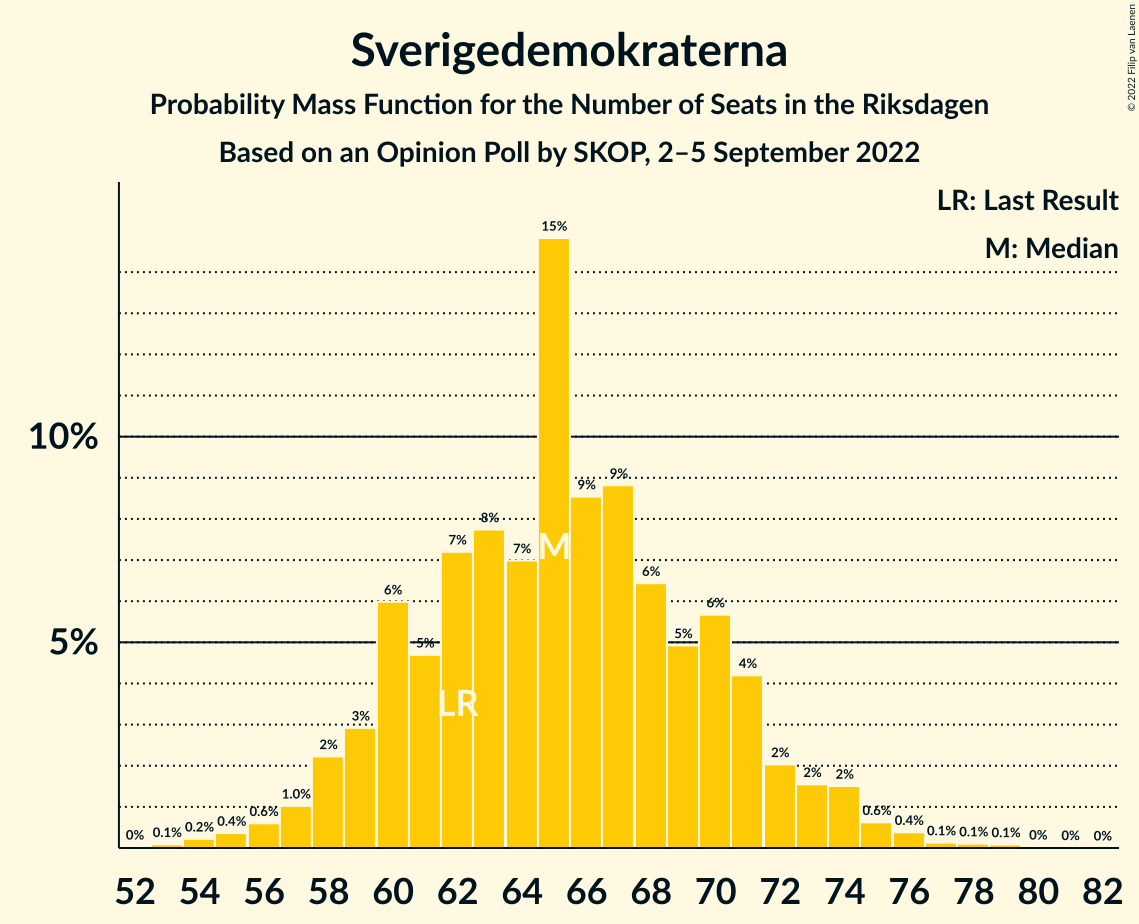 Sverigedemokraterna
Probability Mass Function for the Number of Seats in the Riksdagen
Based on an Opinion Poll by SKOP, 2–5 September 2022
© 2022 Filip van Laenen
LR: Last Result
M: Median
10%
5%
0% 0.1% 0.2% 0.4% 0.6% 1.0% 2% 3% 6% 5% 7% 8% 7% 15% 9% 9% 6% 5% 6% 4% 2% 2% 2% 0.6% 0.4% 0.1% 0.1% 0.1% 0% 0% 0%
M
LR
52 54 56 58 60 62 64 66 68 70 72 74 76 78 80 82